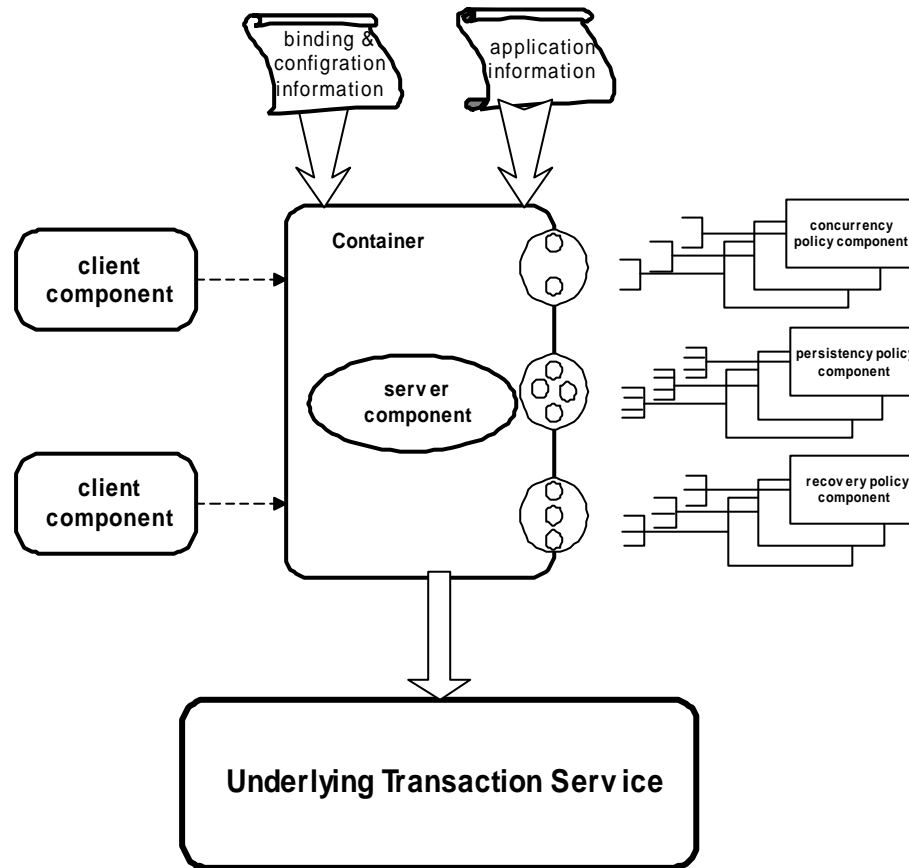 binding &
configration
information
application
information
Container
concurrency
policy component
client
component
persistency policy
component
server
component
client
component
recovery policy
component
Underlying Transaction Service